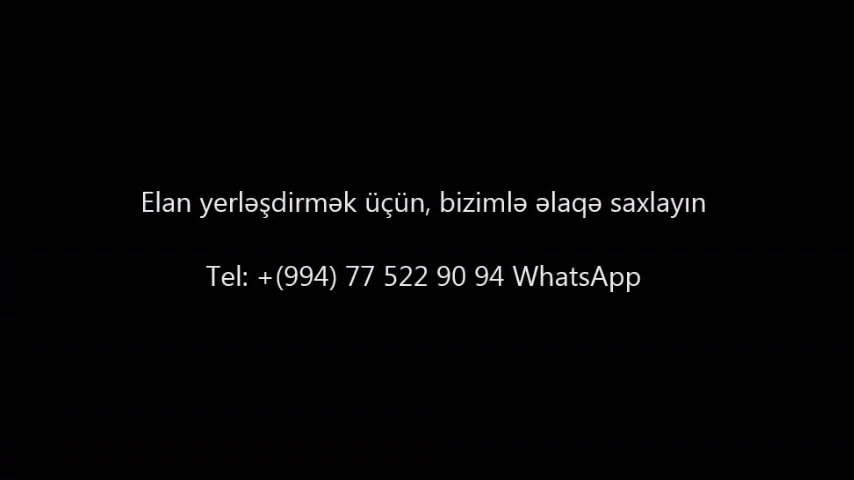 Elan yerləşdirmək üçün, bizimlə əlaqə saxlayın
Tel: +(994) 77 522 90 94 WhatsApp